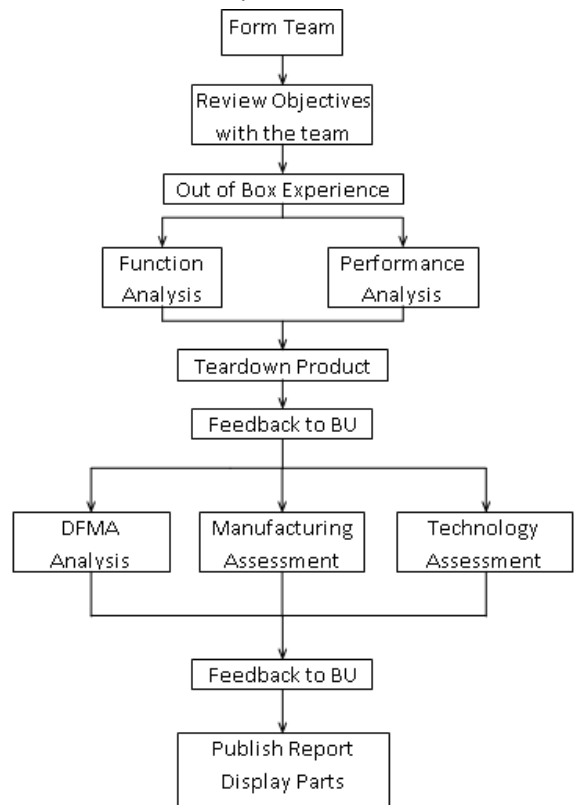 Form Team
Review Objectives
with the team
Out of Box Experience
Function
Analysis
Performance
Analysis
Teardown Product
Feedback to BU
DFMA
Analysis
Manufacturing
Assessment
Technology
Assessment
Feedback to BU
Publish Report
Display Parts